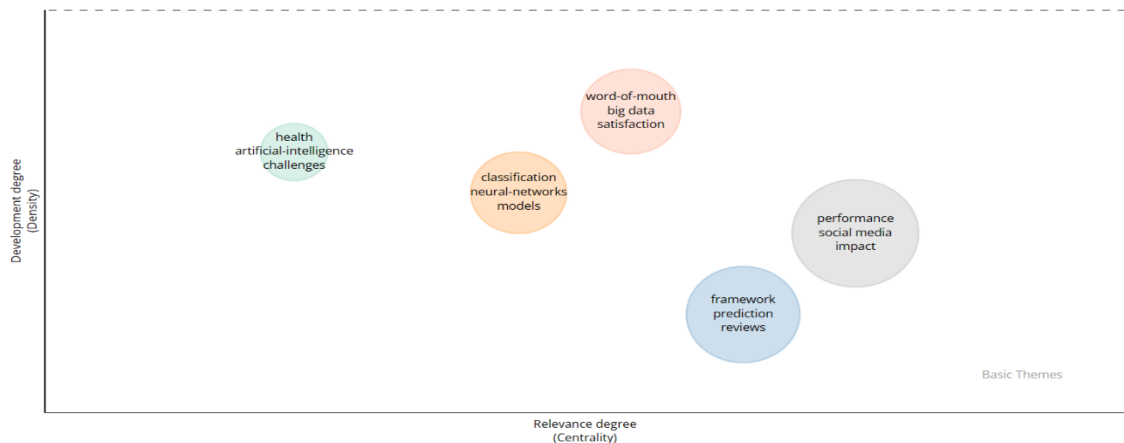 word-of-mouth
big data
satisfaction
health
artificial-intelligence
challenges
classification
neural-networks
models
performance
social media
impact
framework
prediction
reviews
Basic Themes
Development degree
(Density)
Relevance degree
(Centrality)